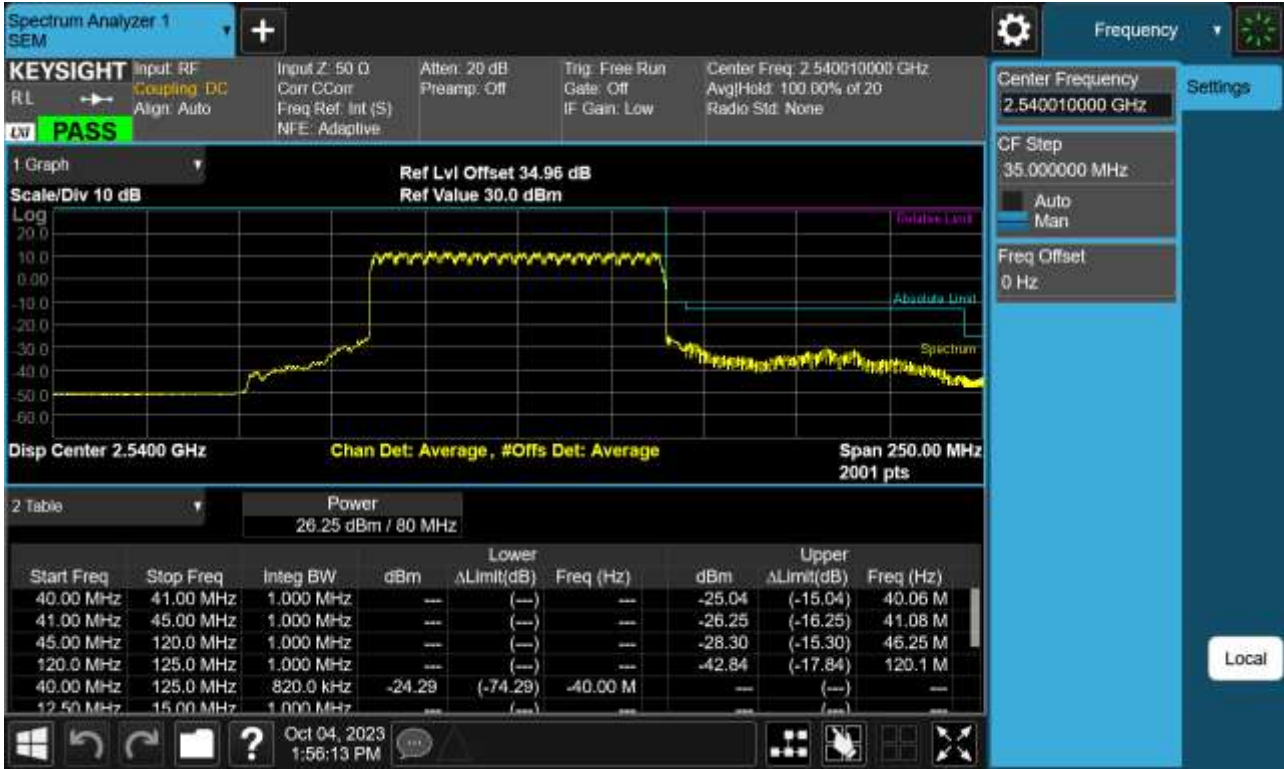 Spectrum Analyzer 1
SEM
Frequency
KEYSIGHT
RL
LXI
PASS
Input: RF
Coupling: DC
Align: Auto
Input Z: 50 Ω
Corr CCorr
Freq Ref: Int (S)
NFE: Adaptive
Atten: 20 dB
Preamp: Off
Trig: Free Run
Gate: Off
IF Gain: Low
Center Freq: 2.540010000 GHz
Avg|Hold: 100.00% of 20
Radio Std: None
Center Frequency
2.540010000 GHz
Settings
CF Step
35.000000 MHz
Auto
Man
Freq Offset
0 Hz
Local
1 Graph
Scale/Div 10 dB
Ref Lvl Offset 34.96 dB
Ref Value 30.0 dBm
Log
20.0
10.0
0.00
-10.0
-20.0
-30.0
-40.0
-50.0
-60.0
Relative Limit
Absolute Limit
Spectrum
Disp Center 2.5400 GHz
Chan Det: Average, #Offs Det: Average
Span 250.00 MHz
2001 pts
2 Table
Power
26.25 dBm / 80 MHz
Lower Upper
Start Freq Stop Freq Integ BW dBm ΔLimit(dB) Freq (Hz) dBm ΔLimit(dB) Freq (Hz)
40.00 MHz 41.00 MHz 1.000 MHz --- (---) --- -25.04 (-15.04) 40.06 M
41.00 MHz 45.00 MHz 1.000 MHz --- (---) --- -26.25 (-16.25) 41.08 M
45.00 MHz 120.0 MHz 1.000 MHz --- (---) --- -28.30 (-15.30) 46.25 M
120.0 MHz 125.0 MHz 1.000 MHz --- (---) --- -42.84 (-17.84) 120.1 M
40.00 MHz 125.0 MHz 820.0 kHz -24.29 (-74.29) -40.00 M --- (---) ---
12.50 MHz 15.00 MHz 1.000 MHz --- (---) --- --- (---) ---
Oct 04, 2023
1:56:13 PM